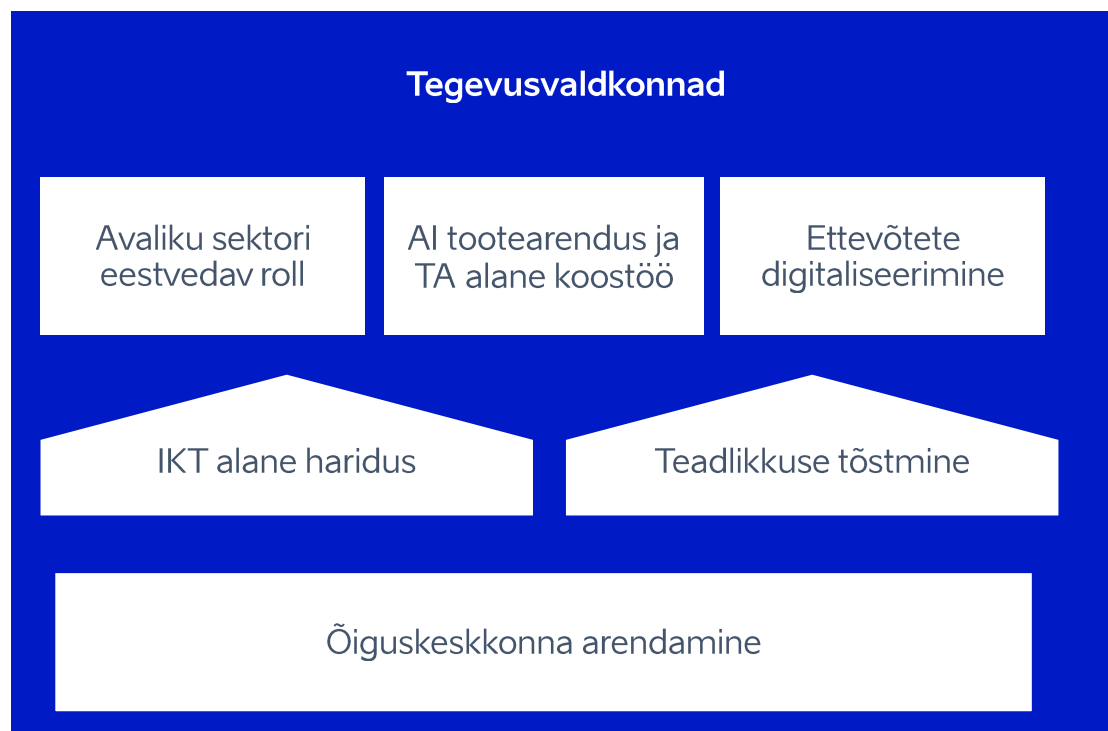 Tegevusvaldkonnad
Avaliku sektori
eestvedav roll
AI tootearendus ja
TA alane koostöö
Ettevõtete
digitaliseerimine
IKT alane haridus
Teadlikkuse tõstmine
Õiguskeskkonna arendamine